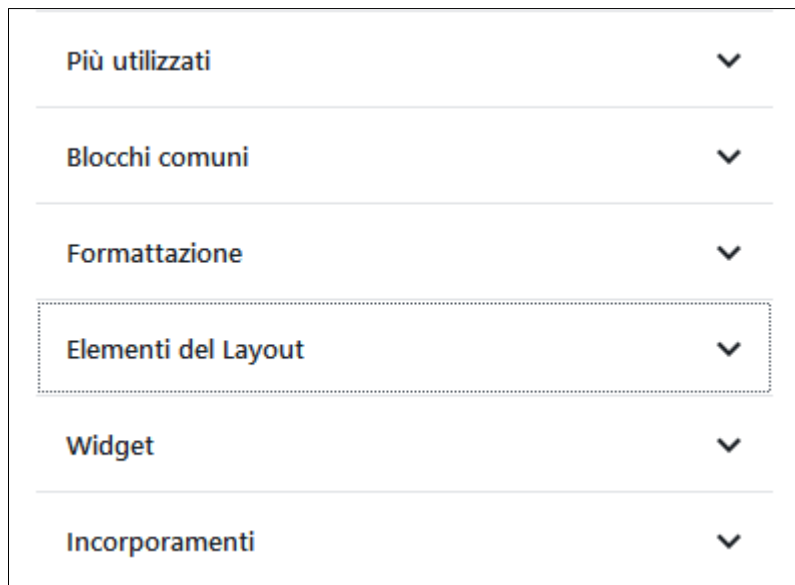 Più utilizzati
Blocchi comuni
Formattazione
Elementi del Layout
Widget
Incorporamenti